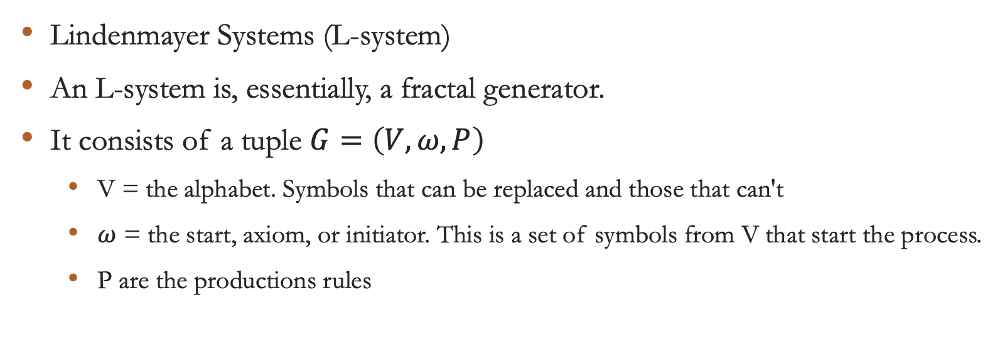 • Lindenmayer Systems (L-system)
• An L-system is, essentially, a fractal generator.
• It consists of a tuple G = (V, ω, P)
• V = the alphabet. Symbols that can be replaced and those that can't
• ω = the start, axiom, or initiator. This is a set of symbols from V that start the process.
• P are the productions rules